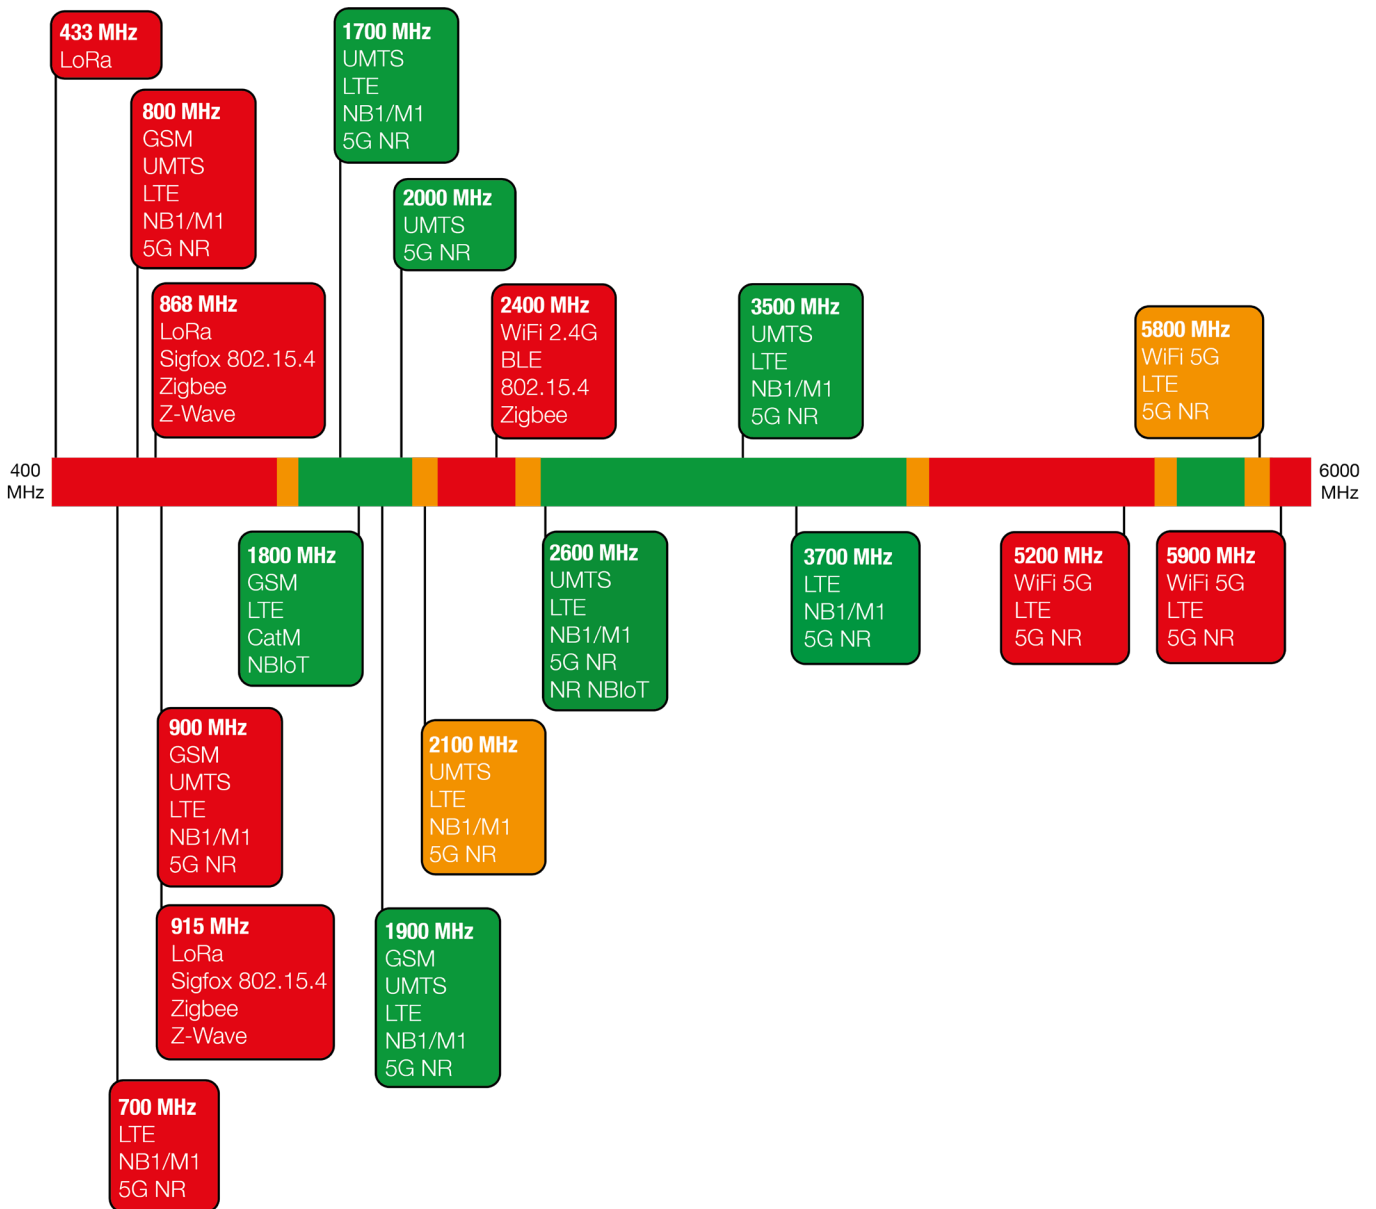 433 MHz
LoRa
1700 MHz
UMTS
LTE
NB1/M1
5G NR
800 MHz
GSM
UMTS
LTE
NB1/M1
5G NR
2000 MHz
UMTS
5G NR
868 MHz
LoRa
Sigfox 802.15.4
Zigbee
Z-Wave
2400 MHz
WiFi 2.4G
BLE
802.15.4
Zigbee
3500 MHz
UMTS
LTE
NB1/M1
5G NR
5800 MHz
WiFi 5G
LTE
5G NR
400
MHz
6000
MHz
1800 MHz
GSM
LTE
CatM
NBIoT
2600 MHz
UMTS
LTE
NB1/M1
5G NR
NR NBIoT
3700 MHz
LTE
NB1/M1
5G NR
5200 MHz
WiFi 5G
LTE
5G NR
5900 MHz
WiFi 5G
LTE
5G NR
900 MHz
GSM
UMTS
LTE
NB1/M1
5G NR
2100 MHz
UMTS
LTE
NB1/M1
5G NR
915 MHz
LoRa
Sigfox 802.15.4
Zigbee
Z-Wave
1900 MHz
GSM
UMTS
LTE
NB1/M1
5G NR
700 MHz
LTE
NB1/M1
5G NR